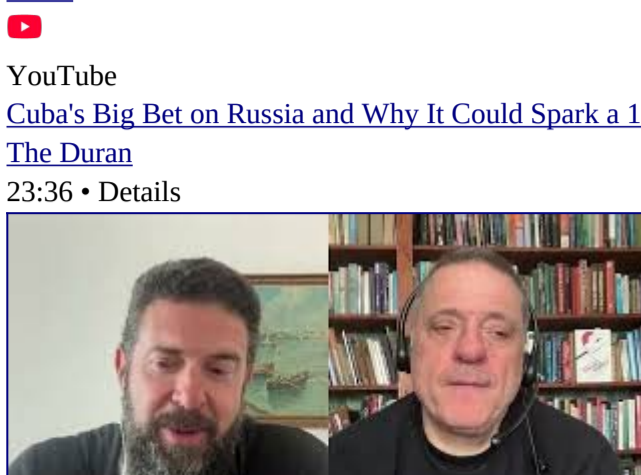 YouTube
Cuba's Big Bet on Russia and Why It Could Spark a 1
The Duran
23:36 • Details